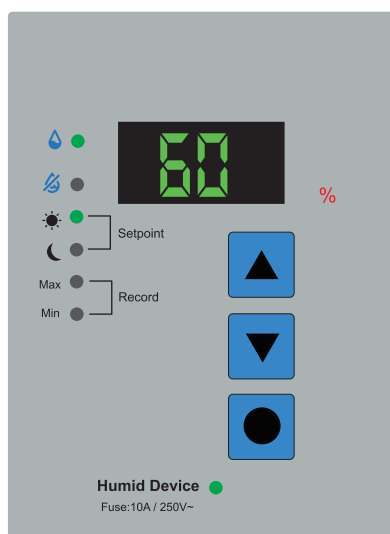 60
%
Setpoint
Max
Record
Min
Humid Device
Fuse:10A / 250V~